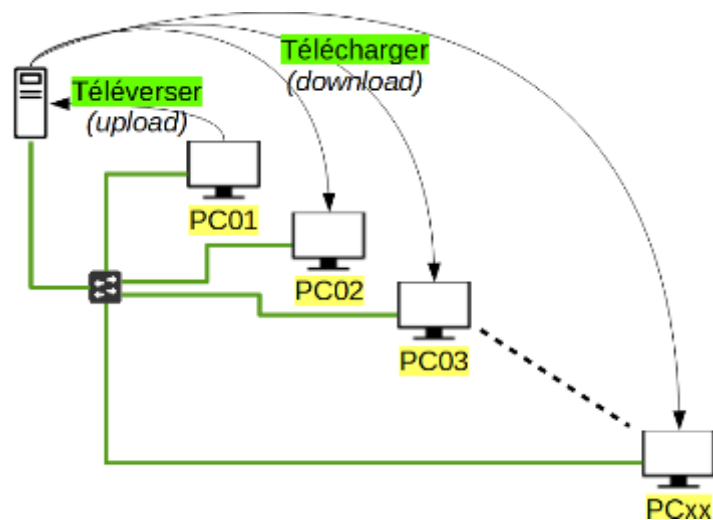 Télécharger
(download)
Téléverser
(upload)
PC01
PC02
PC03
PCxx